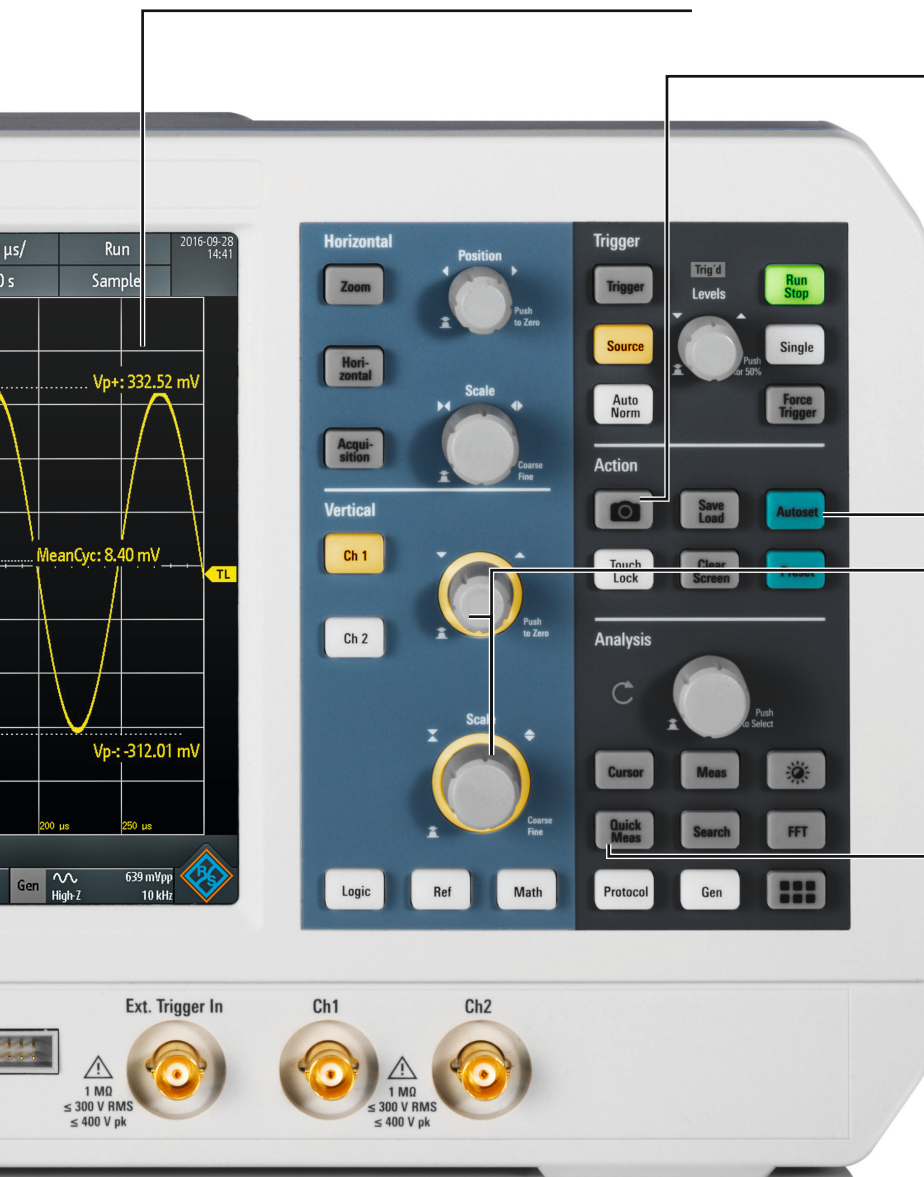 µs/
Run
2016-09-28
14:41
0 s
Sample
Vp+: 332.52 mV
MeanCyc: 8.40 mV
TL
Vp-: -312.01 mV
200 µs
250 µs
Gen
High-Z
639 mVpp
10 kHz
R
S
Horizontal
Position
Zoom
Push
to Zero
Hori-
zontal
Scale
Acqui-
sition
Coarse
Fine
Vertical
Ch 1
Push
to Zero
Ch 2
Scale
Coarse
Fine
Logic
Ref
Math
Trigger
Trigger
Trig'd
Levels
Run
Stop
Source
Push
for 50%
Single
Auto
Norm
Force
Trigger
Action
Save
Load
Autoset
Touch
Lock
Clear
Screen
Preset
Analysis
Push
to Select
Cursor
Meas
Quick
Meas
Search
FFT
Protocol
Gen
Ext. Trigger In
Ch1
Ch2
1 MΩ
≤ 300 V RMS
≤ 400 V pk
1 MΩ
≤ 300 V RMS
≤ 400 V pk